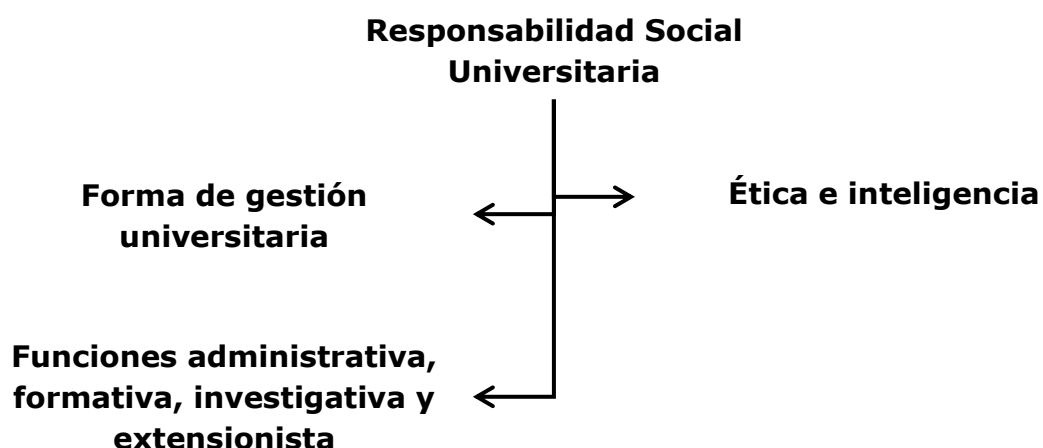 Responsabilidad Social
Universitaria
Forma de gestión
universitaria
Ética e inteligencia
Funciones administrativa,
formativa, investigativa y
extensionista